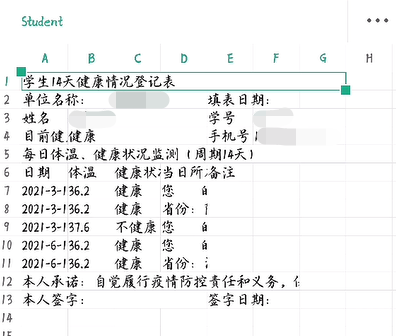 Student
A B C D E F G H
1 学生14天健康情况登记表
2 单位名称: 填表日期:
3 姓名 学号
4 目前健 健康 手机号
5 每日体温、健康状况监测(周期14天)
6 日期 体温 健康状 当日所 备注
7 2021-3-1 36.2 健康 您
8 2021-3-1 36.2 健康 省份:
9 2021-3-1 37.6 不健康 您
10 2021-6-1 36.2 健康 您
11 2021-6-1 36.2 健康 省份:
12 本人承诺: 自觉履行疫情防控责任和义务,
13 本人签字: 签字日期:
14